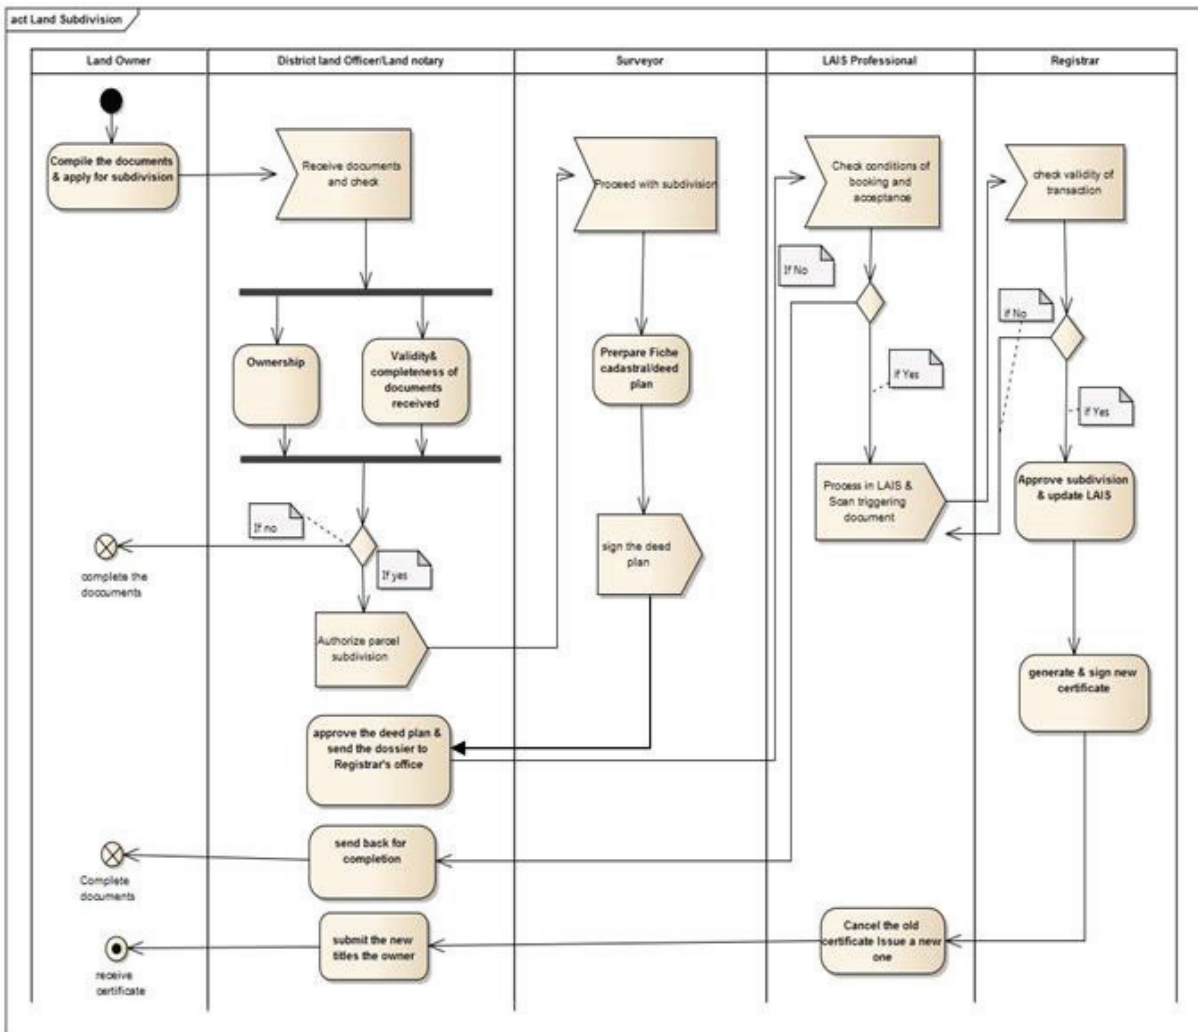 act Land Subdivision
Land Owner
District land Officer/Land notary
Surveyor
LAIS Professional
Registrar
Compile the documents
& apply for subdivision
Receive documents
and check
Proceed with subdivision
Check conditions of
booking and
acceptance
check validity of
transaction
If No
if No
Ownership
Validity&
completeness of
documents
received
Prerpare Fiche
cadastral/deed
plan
if Yes
if Yes
Process in LAIS &
Scan triggering
document
Approve subdivision
& update LAIS
If no
If yes
sign the deed
plan
complete the
doccuments
Authorize parcel
subdivision
generate & sign new
certificate
approve the deed plan &
send the dossier to
Registrar's office
send back for
completion
Complete
documents
Cancel the old
certificate Issue a new
one
submit the new
titles the owner
receive
certificate